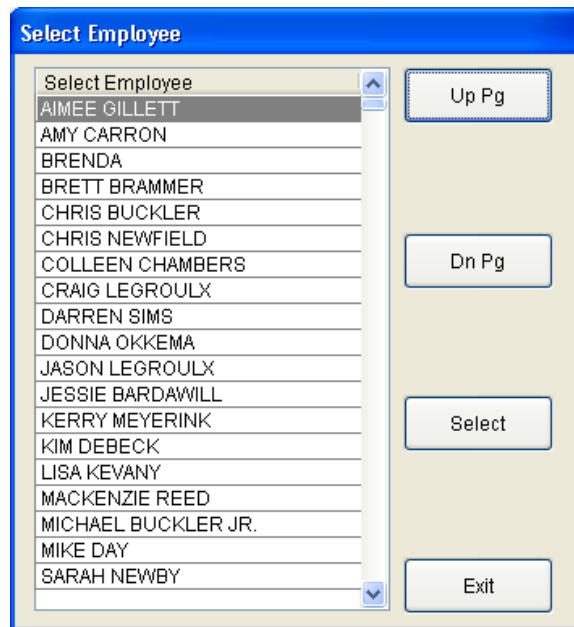 Select Employee
Select Employee
AIMEE GILLETT
AMY CARRON
BRENDA
BRETT BRAMMER
CHRIS BUCKLER
CHRIS NEWFIELD
COLLEEN CHAMBERS
CRAIG LEGROULX
DARREN SIMS
DONNA OKKEMA
JASON LEGROULX
JESSIE BARDAWILL
KERRY MEYERINK
KIM DEBECK
LISA KEVANY
MACKENZIE REED
MICHAEL BUCKLER JR.
MIKE DAY
SARAH NEWBY
Up Pg
Dn Pg
Select
Exit